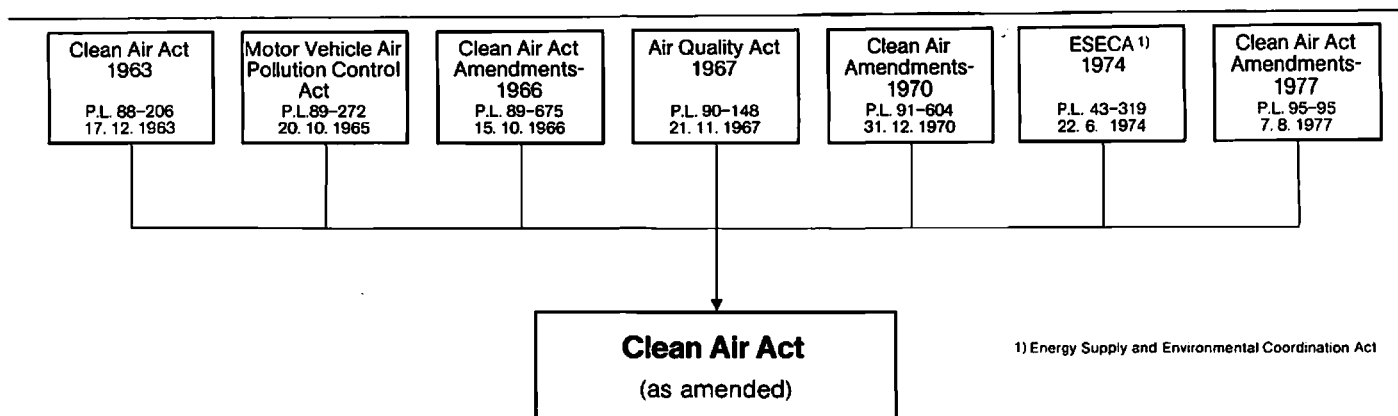 Clean Air Act
1963
P.L. 88–206
17. 12. 1963
Motor Vehicle Air
Pollution Control
Act
P.L.89–272
20. 10. 1965
Clean Air Act
Amendments-
1966
P.L. 89–675
15. 10. 1966
Air Quality Act
1967
P.L. 90–148
21. 11. 1967
Clean Air
Amendments-
1970
P.L. 91–604
31. 12. 1970
ESECA 1)
1974
P.L. 43–319
22. 6. 1974
Clean Air Act
Amendments-
1977
P.L. 95–95
7. 8. 1977
Clean Air Act
(as amended)
1) Energy Supply and Environmental Coordination Act